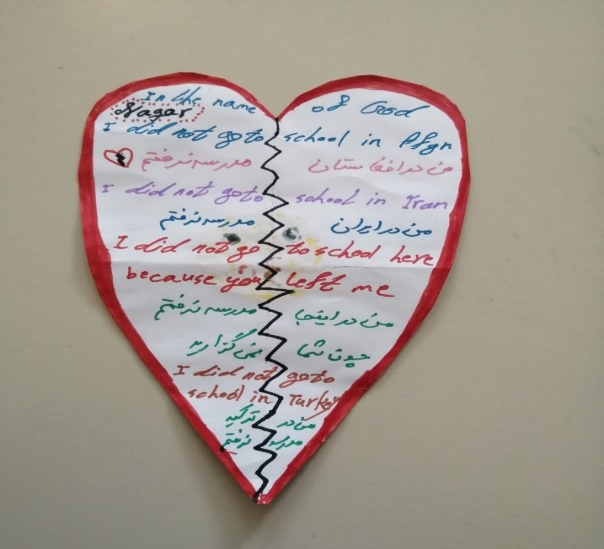 In the name of God
Nagar
I did not go to school in Afgn
من در افغانستان مدرسه نرفتم
I did not go to school in Iran
من در ایران مدرسه نرفتم
I did not go to school here
because you left me
من در اینجا مدرسه نرفتم
چون شما نمی گزارید
I did not go to
school in Turkey
من در ترکیه
مدرسه نرفتم